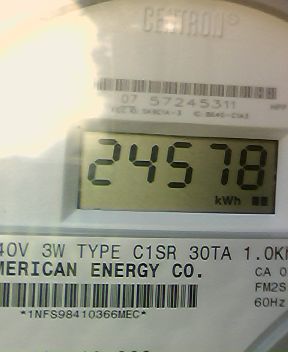 CENTRON®
07 57245311
24578
kWh
40V 3W TYPE C1SR 30TA 1.0K
MERICAN ENERGY CO.
CA 0
FM2S
60Hz
*1NFS98410366MEC*